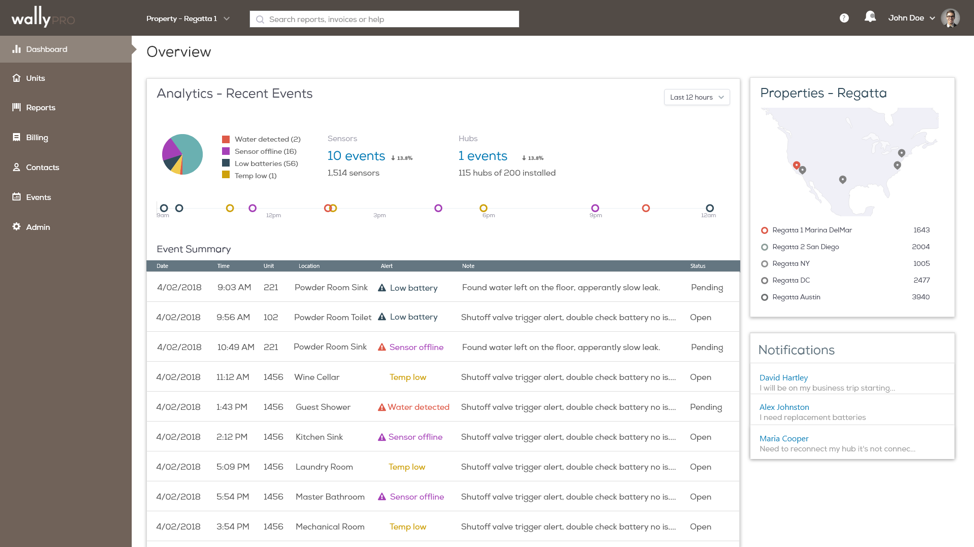 wallyPRO
Property - Regatta 1
Search reports, invoices or help
?
John Doe
Dashboard
Units
Reports
Billing
Contacts
Events
Admin
Overview
Analytics - Recent Events
Last 12 hours
Water detected (2)
Sensor offline (16)
Low batteries (56)
Temp low (1)
Sensors
10 events
13.8%
1.514 sensors
Hubs
1 events
13.8%
115 hubs of 200 installed
9am
12pm
3pm
6pm
9pm
12am
Event Summary
Date Time Unit Location Alert Note Status
4/02/2018 9:03 AM 221 Powder Room Sink Low battery Found water left on the floor, apperantly slow leak. Pending
4/02/2018 9:56 AM 102 Powder Room Toilet Low battery Shutoff valve trigger alert, double check battery no is.... Open
4/02/2018 10:49 AM 221 Powder Room Sink Sensor offline Found water left on the floor, apperantly slow leak. Pending
4/02/2018 11:12 AM 1456 Wine Cellar Temp low Shutoff valve trigger alert, double check battery no is.... Open
4/02/2018 1:43 PM 1456 Guest Shower Water detected Shutoff valve trigger alert, double check battery no is.... Pending
4/02/2018 2:12 PM 1456 Kitchen Sink Sensor offline Shutoff valve trigger alert, double check battery no is.... Open
4/02/2018 5:09 PM 1456 Laundry Room Temp low Shutoff valve trigger alert, double check battery no is.... Open
4/02/2018 5:54 PM 1456 Master Bathroom Sensor offline Shutoff valve trigger alert, double check battery no is.... Open
4/02/2018 3:54 PM 1456 Mechanical Room Temp low Shutoff valve trigger alert, double check battery no is.... Open
Properties - Regatta
Regatta 1 Marina DelMar 1643
Regatta 2 San Diego 2004
Regatta NY 1005
Regatta DC 2477
Regatta Austin 3940
Notifications
David Hartley
I will be on my business trip starting...
Alex Johnston
I need replacement batteries
Maria Cooper
Need to reconnect my hub it's not connec...